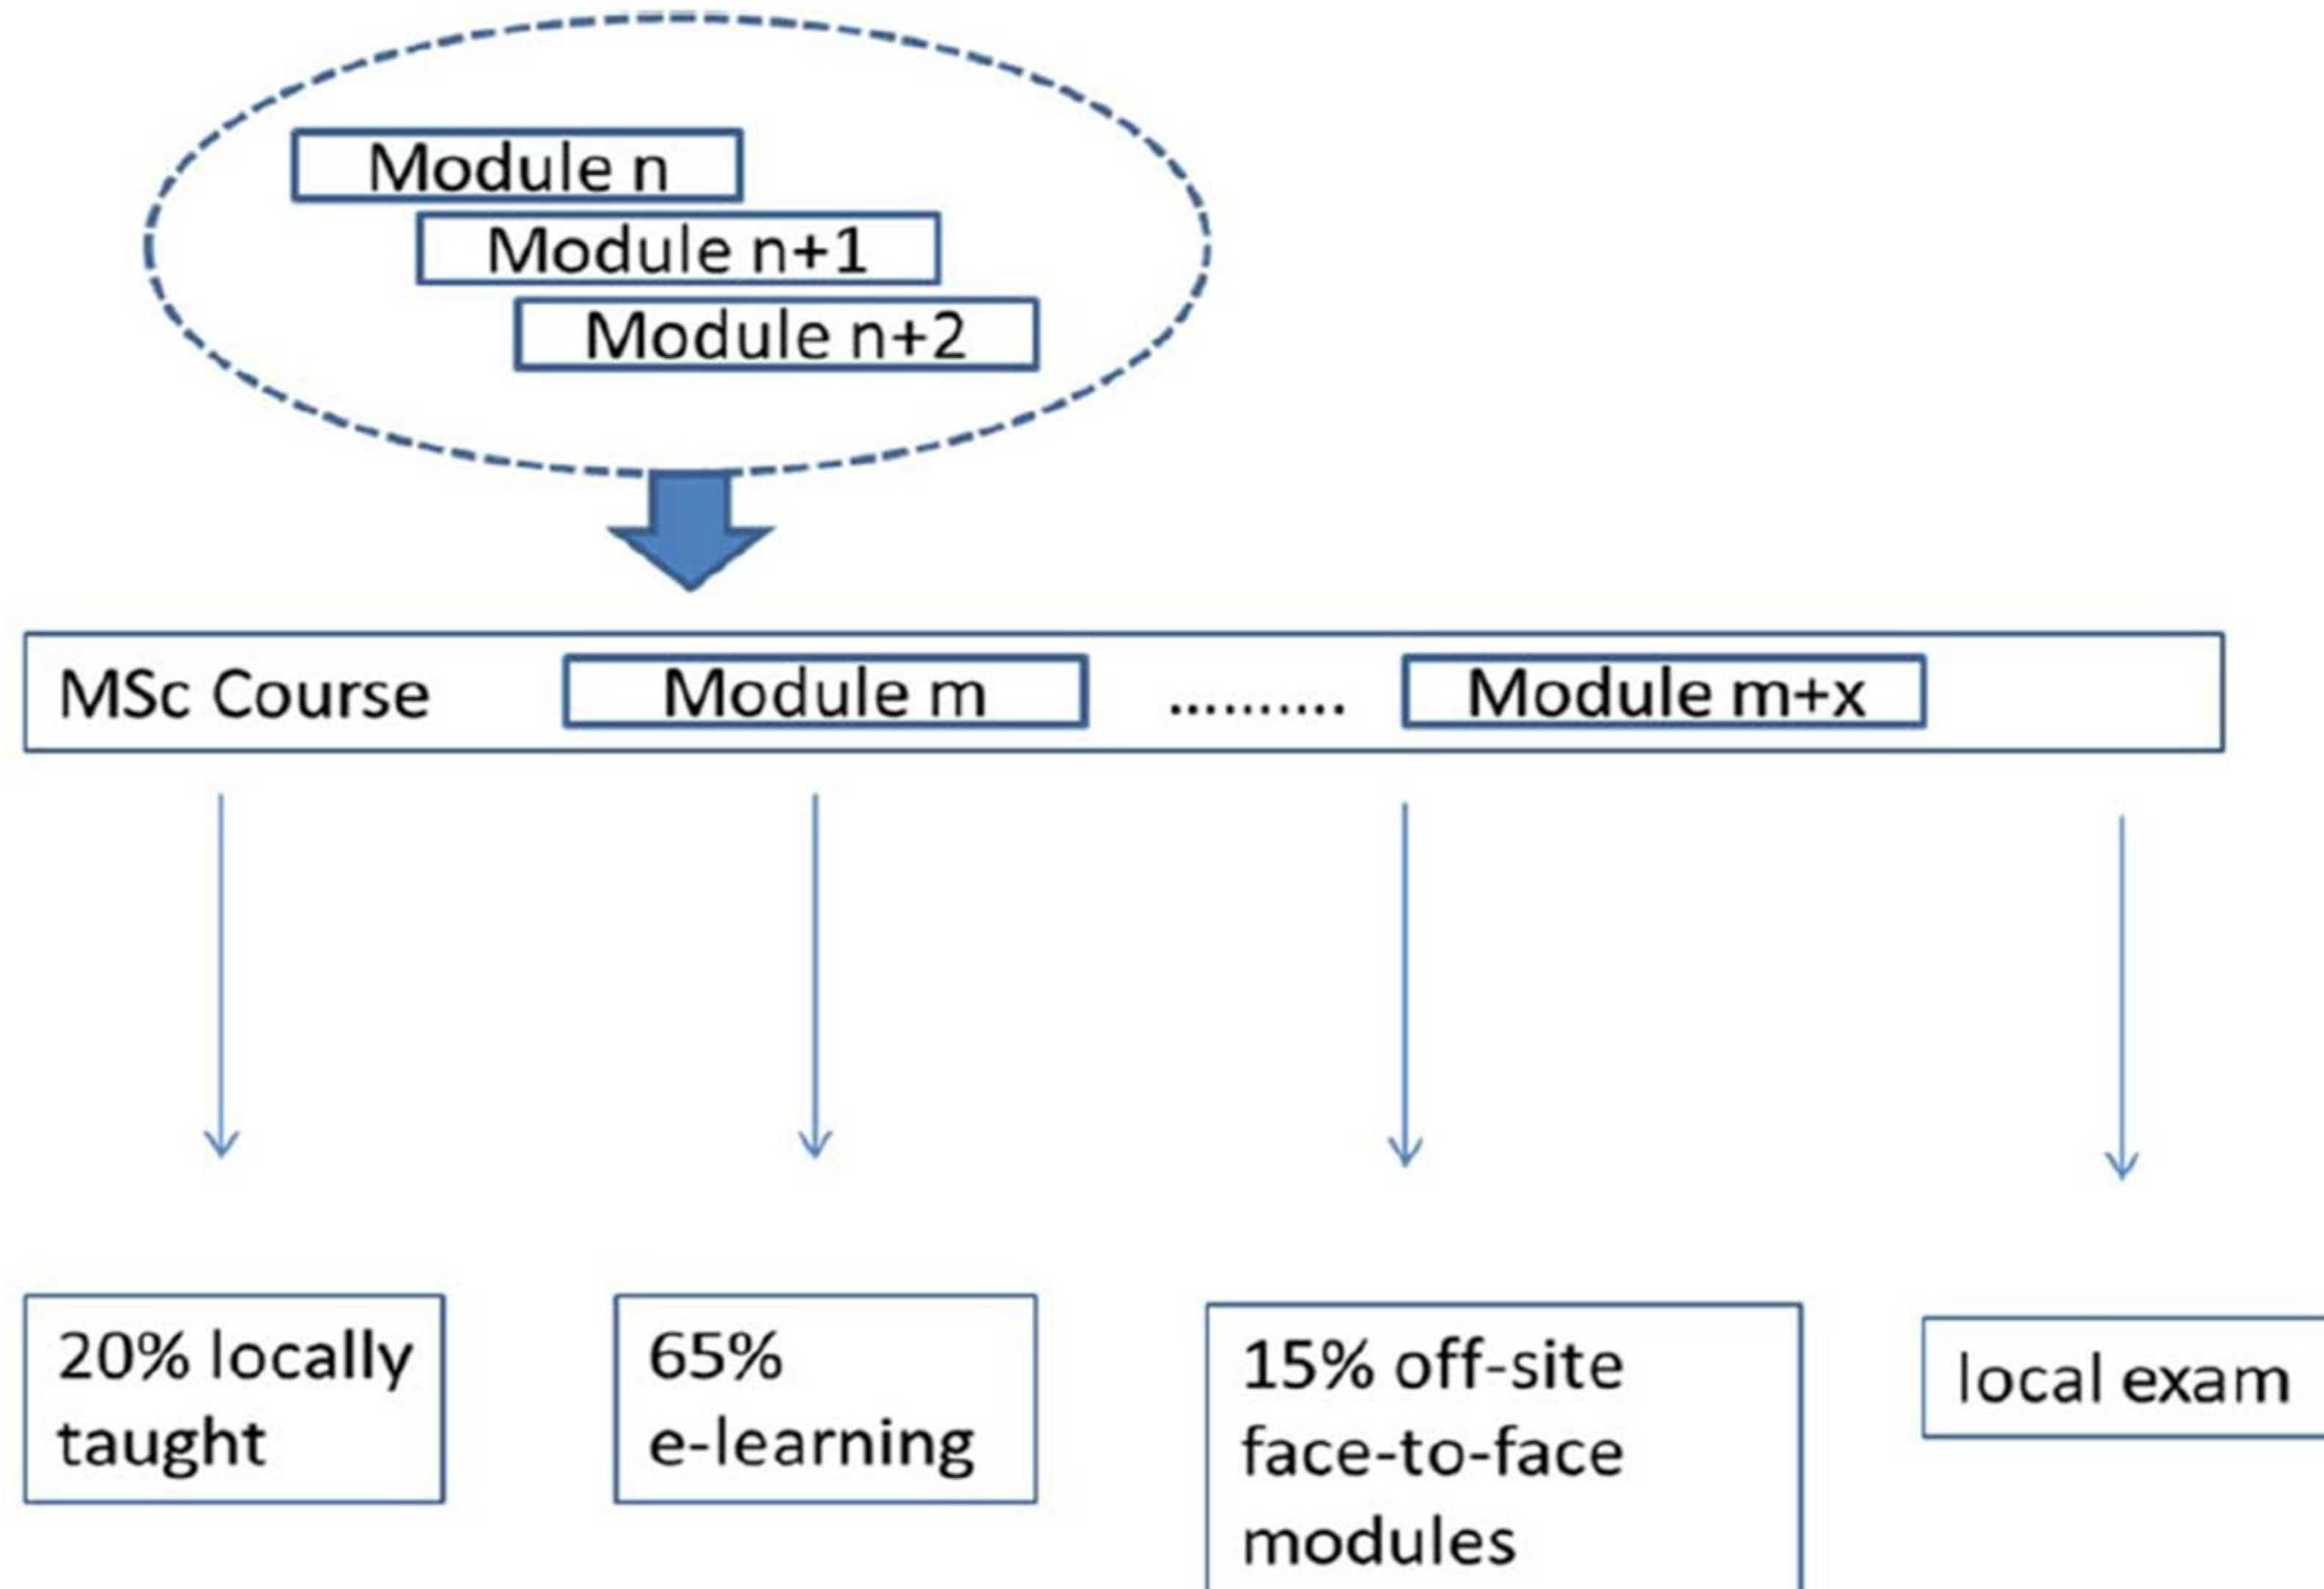 Module n
Module n+1
Module n+2
MSc Course Module m .......... Module m+x
20% locally
taught
65%
e-learning
15% off-site
face-to-face
modules
local exam